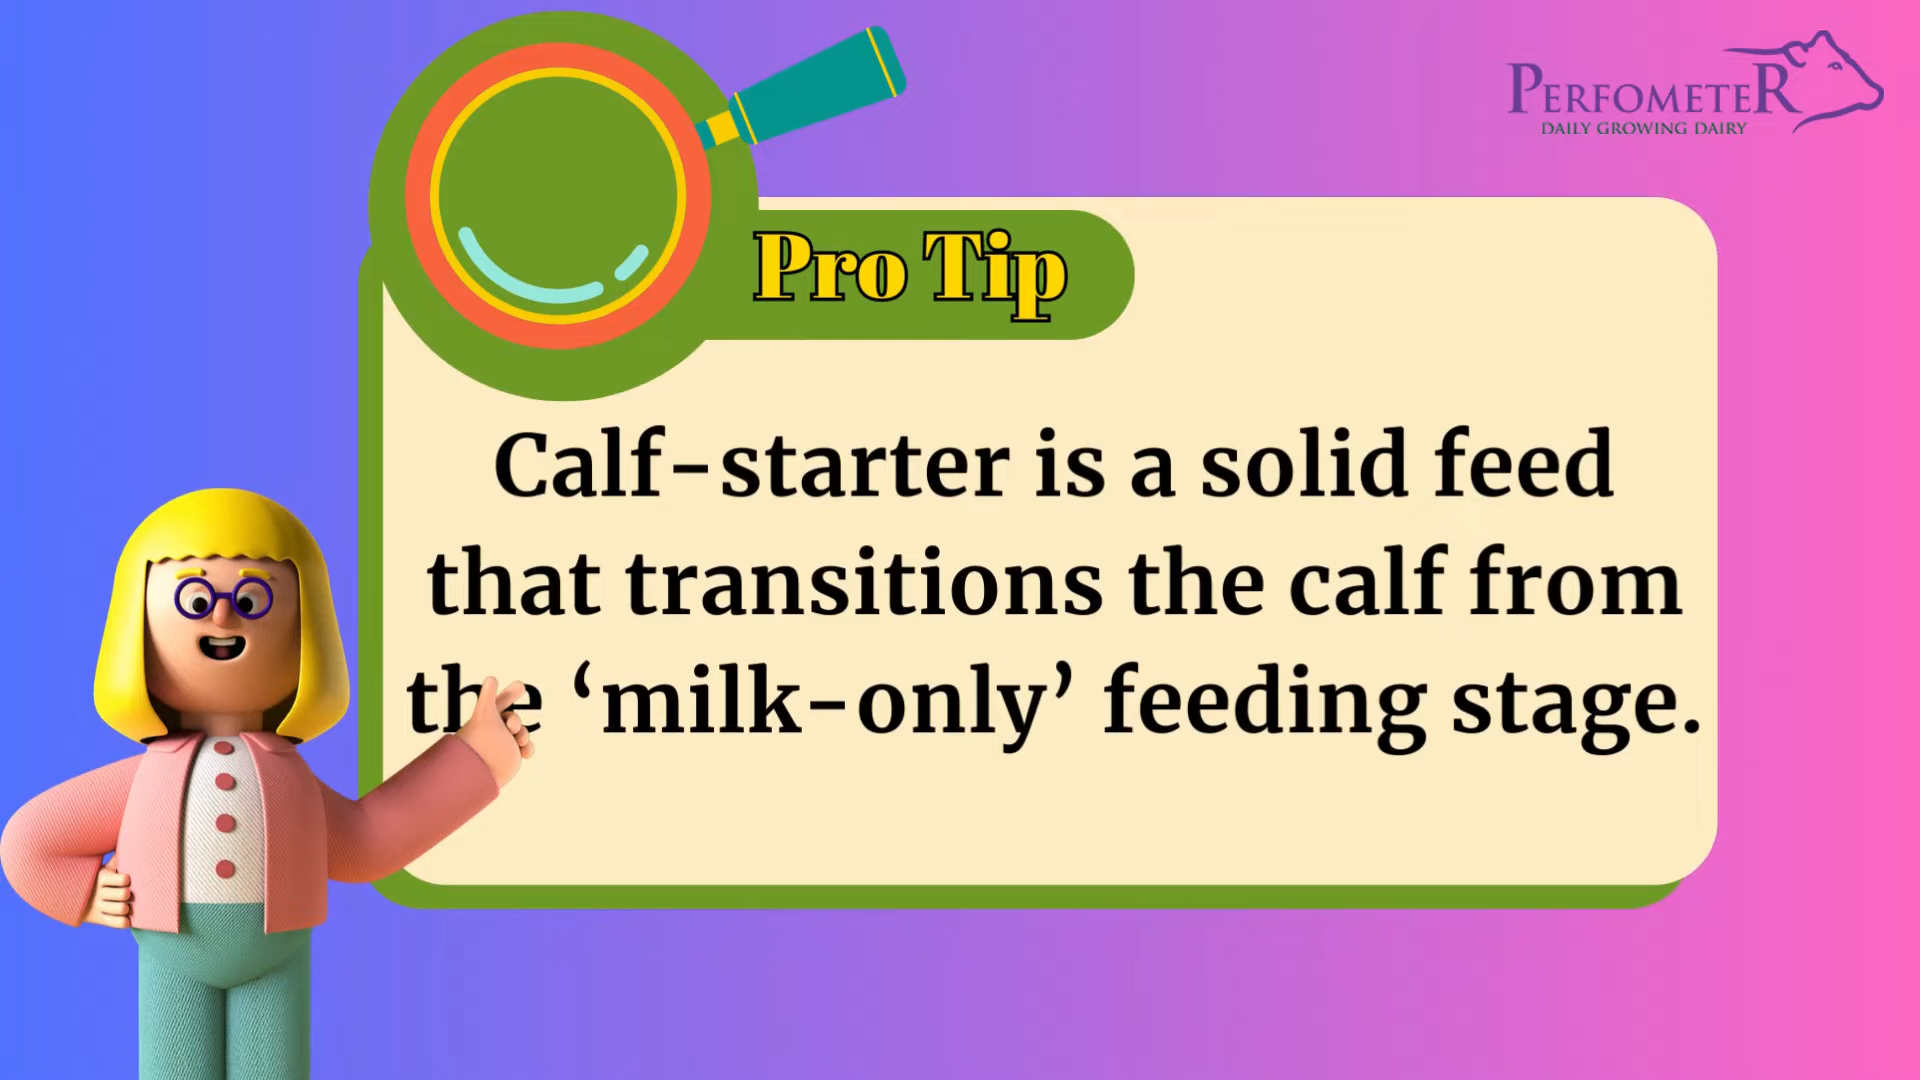 PERFOMETER
DAILY GROWING DAIRY
Pro Tip
Calf-starter is a solid feed
that transitions the calf from
the ‘milk-only’ feeding stage.